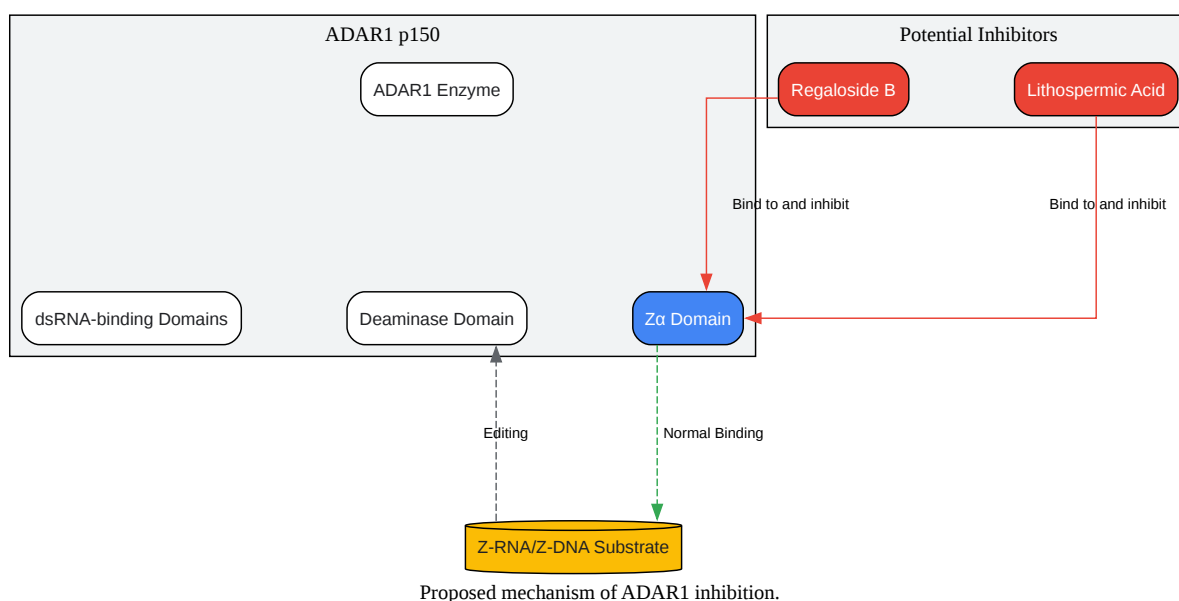 ADAR1 p150
Potential Inhibitors
ADAR1 Enzyme
Regaloside B
Lithospermic Acid
Bind to and inhibit
Bind to and inhibit
dsRNA-binding Domains
Deaminase Domain
Zα Domain
Editing
Normal Binding
Z-RNA/Z-DNA Substrate
Proposed mechanism of ADAR1 inhibition.